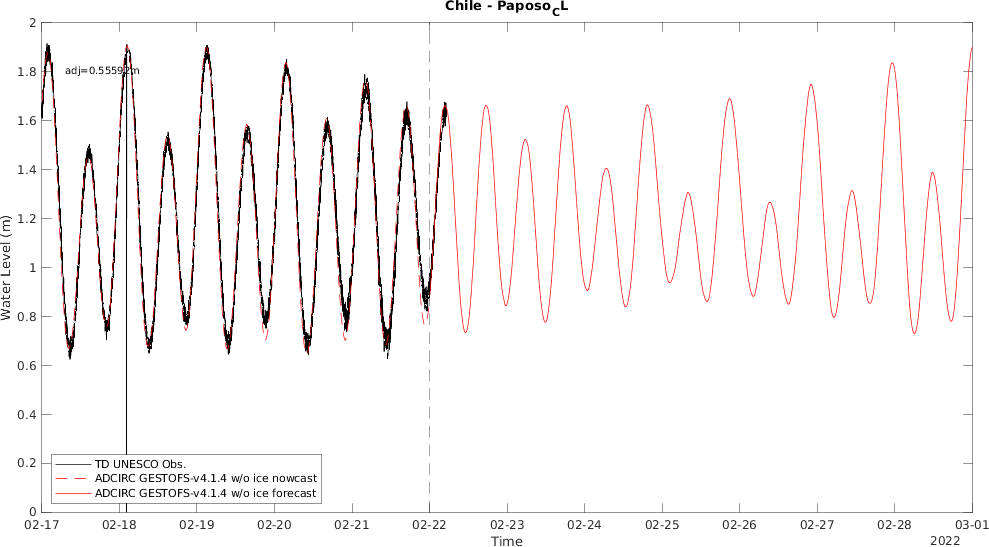 Chile - Paposo_CL
2
1.8
1.6
1.4
1.2
1
0.8
0.6
0.4
0.2
0
Water Level (m)
adj=0.55592m
TD UNESCO Obs.
ADCIRC GESTOFS-v4.1.4 w/o ice nowcast
ADCIRC GESTOFS-v4.1.4 w/o ice forecast
02-17 02-18 02-19 02-20 02-21 02-22 02-23 02-24 02-25 02-26 02-27 02-28 03-01
Time
2022